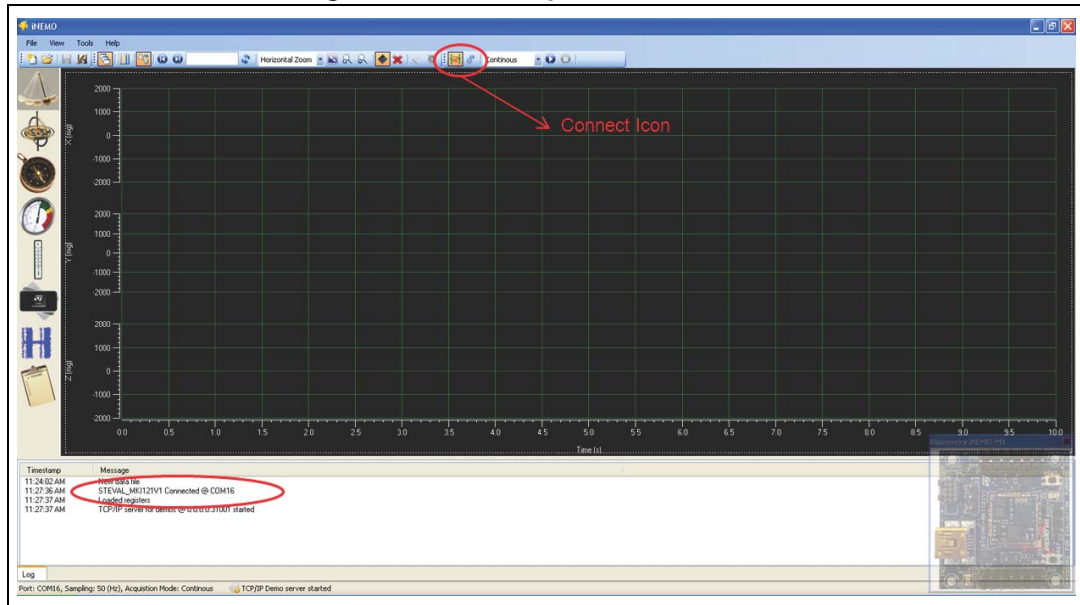 iNEMO
File View Tools Help
Horizontal Zoom
Continous
Connect Icon
2000
1000
0
-1000
-2000
X [mg]
2000
1000
0
-1000
-2000
Y [mg]
2000
1000
0
-1000
-2000
Z [mg]
0.0 0.5 1.0 1.5 2.0 2.5 3.0 3.5 4.0 4.5 5.0 5.5 6.0 6.5 7.0 7.5 8.0 8.5 9.0 9.5 10.0
Time [s]
Discovery iNEMO-M1
Timestamp Message
11:24:02 AM New data file
11:27:36 AM STEVAL_MKI121V1 Connected @ COM16
11:27:37 AM Loaded registers
11:27:37 AM TCP/IP server for demos @ 0.0.0.0:31001 started
Log
Port: COM16, Sampling: 50 (Hz), Acquistion Mode: Continous TCP/IP Demo server started